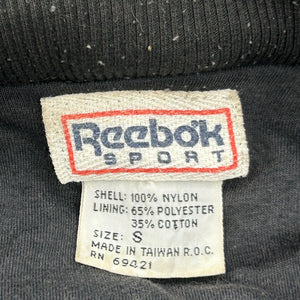 Reebok
SPORT
SHELL: 100% NYLON
LINING: 65% POLYESTER
35% COTTON
SIZE: S
MADE IN TAIWAN R.O.C.
RN 69421